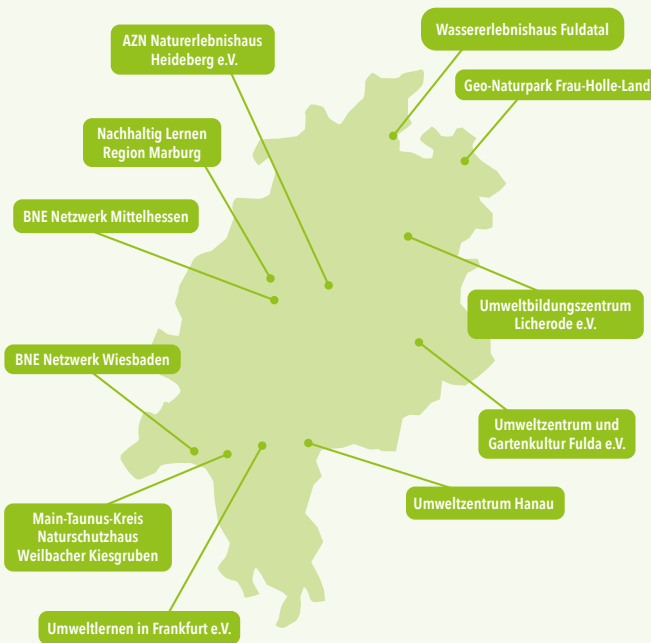 AZN Naturerlebnishaus
Heideberg e.V.
Wassererlebnishaus Fuldatal
Geo-Naturpark Frau-Holle-Land
Nachhaltig Lernen
Region Marburg
BNE Netzwerk Mittelhessen
Umweltbildungszentrum
Licherode e.V.
BNE Netzwerk Wiesbaden
Umweltzentrum und
Gartenkultur Fulda e.V.
Umweltzentrum Hanau
Main-Taunus-Kreis
Naturschutzhaus
Weilbacher Kiesgruben
Umweltlernen in Frankfurt e.V.